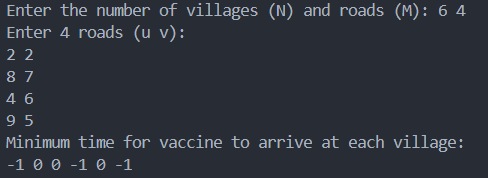 Enter the number of villages (N) and roads (M): 6 4
Enter 4 roads (u v):
2 2
8 7
4 6
9 5
Minimum time for vaccine to arrive at each village:
-1 0 0 -1 0 -1